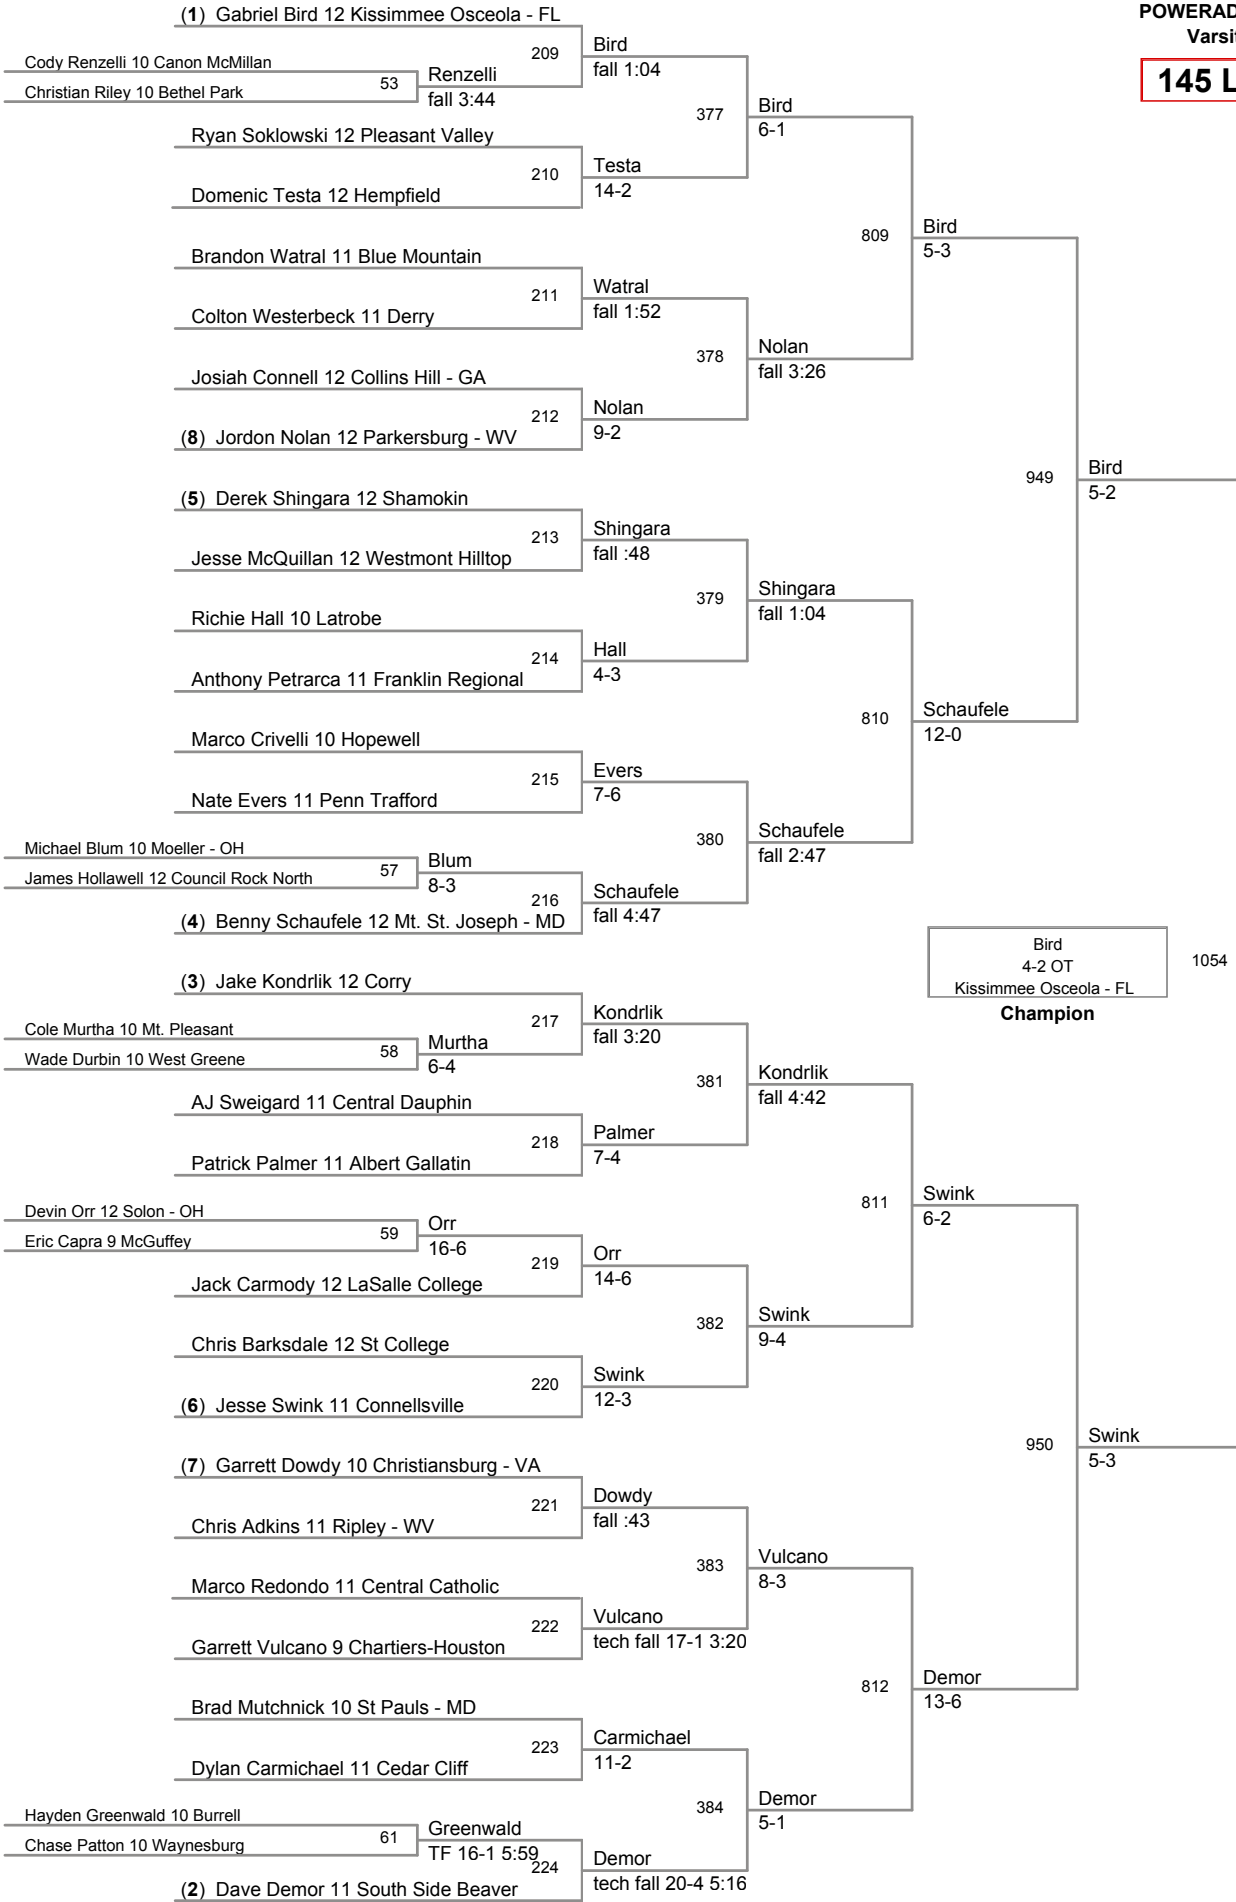 POWERAD
Varsit
145 L
(1) Gabriel Bird 12 Kissimmee Osceola - FL
209
Bird
fall 1:04
Cody Renzelli 10 Canon McMillan
53
Renzelli
fall 3:44
Christian Riley 10 Bethel Park
377
Bird
6-1
Ryan Soklowski 12 Pleasant Valley
210
Testa
14-2
Domenic Testa 12 Hempfield
809
Bird
5-3
Brandon Watral 11 Blue Mountain
211
Watral
fall 1:52
Colton Westerbeck 11 Derry
378
Nolan
fall 3:26
Josiah Connell 12 Collins Hill - GA
212
Nolan
9-2
(8) Jordon Nolan 12 Parkersburg - WV
949
Bird
5-2
(5) Derek Shingara 12 Shamokin
213
Shingara
fall :48
Jesse McQuillan 12 Westmont Hilltop
379
Shingara
fall 1:04
Richie Hall 10 Latrobe
214
Hall
4-3
Anthony Petrarca 11 Franklin Regional
810
Schaufele
12-0
Marco Crivelli 10 Hopewell
215
Evers
7-6
Nate Evers 11 Penn Trafford
380
Schaufele
fall 2:47
Michael Blum 10 Moeller - OH
57
Blum
8-3
James Hollawell 12 Council Rock North
216
Schaufele
fall 4:47
(4) Benny Schaufele 12 Mt. St. Joseph - MD
Bird
4-2 OT
Kissimmee Osceola - FL
Champion
1054
(3) Jake Kondrlik 12 Corry
217
Kondrlik
fall 3:20
Cole Murtha 10 Mt. Pleasant
58
Murtha
6-4
Wade Durbin 10 West Greene
381
Kondrlik
fall 4:42
AJ Sweigard 11 Central Dauphin
218
Palmer
7-4
Patrick Palmer 11 Albert Gallatin
811
Swink
6-2
Devin Orr 12 Solon - OH
59
Orr
16-6
Eric Capra 9 McGuffey
219
Orr
14-6
Jack Carmody 12 LaSalle College
382
Swink
9-4
Chris Barksdale 12 St College
220
Swink
12-3
(6) Jesse Swink 11 Connellsville
950
Swink
5-3
(7) Garrett Dowdy 10 Christiansburg - VA
221
Dowdy
fall :43
Chris Adkins 11 Ripley - WV
383
Vulcano
8-3
Marco Redondo 11 Central Catholic
222
Vulcano
tech fall 17-1 3:20
Garrett Vulcano 9 Chartiers-Houston
812
Demor
13-6
Brad Mutchnick 10 St Pauls - MD
223
Carmichael
11-2
Dylan Carmichael 11 Cedar Cliff
384
Demor
5-1
Hayden Greenwald 10 Burrell
61
Greenwald
TF 16-1 5:59
Chase Patton 10 Waynesburg
224
Demor
tech fall 20-4 5:16
(2) Dave Demor 11 South Side Beaver